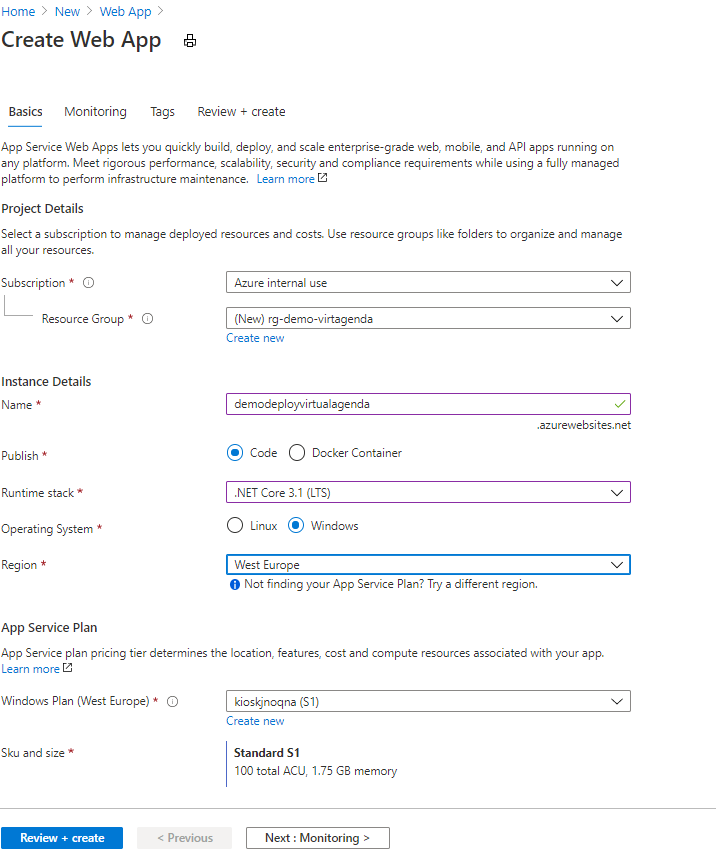 Home > New > Web App >
Create Web App
Basics Monitoring Tags Review + create
App Service Web Apps lets you quickly build, deploy, and scale enterprise-grade web, mobile, and API apps running on
any platform. Meet rigorous performance, scalability, security and compliance requirements while using a fully managed
platform to perform infrastructure maintenance. Learn more
Project Details
Select a subscription to manage deployed resources and costs. Use resource groups like folders to organize and manage
all your resources.
Subscription * Azure internal use
Resource Group * (New) rg-demo-virtagenda
Create new
Instance Details
Name * demodeployvirtualagenda
.azurewebsites.net
Publish * Code Docker Container
Runtime stack * .NET Core 3.1 (LTS)
Operating System * Linux Windows
Region * West Europe
Not finding your App Service Plan? Try a different region.
App Service Plan
App Service plan pricing tier determines the location, features, cost and compute resources associated with your app.
Learn more
Windows Plan (West Europe) * kioskjnoqna (S1)
Create new
Sku and size * Standard S1
100 total ACU, 1.75 GB memory
Review + create < Previous Next : Monitoring >